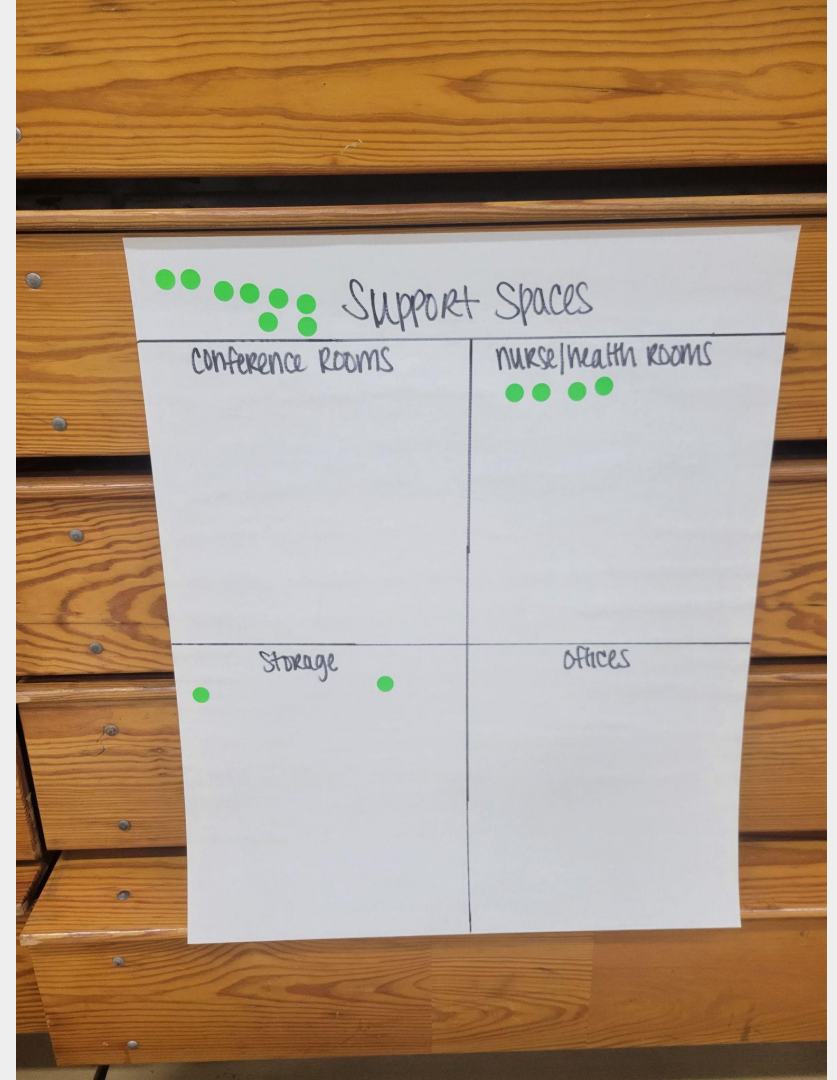 Support Spaces
conference Rooms
nurse/health rooms
Storage
offices